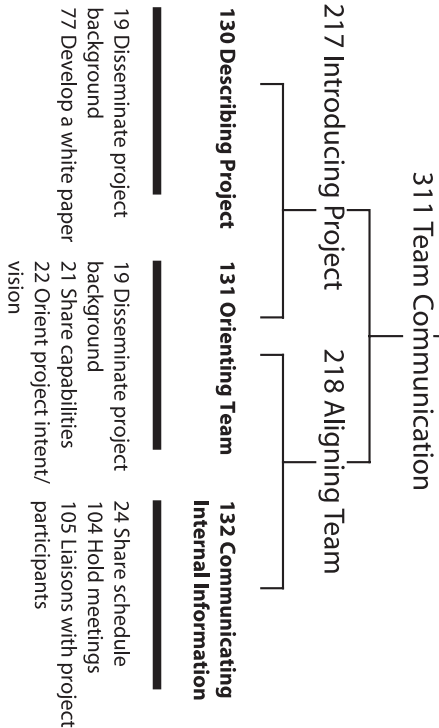 311 Team Communication
217 Introducing Project
218 Aligning Team
130 Describing Project
19 Disseminate project
background
77 Develop a white paper
131 Orienting Team
19 Disseminate project
background
21 Share capabilities
22 Orient project intent/
vision
132 Communicating
Internal Information
24 Share schedule
104 Hold meetings
105 Liaisons with project
participants